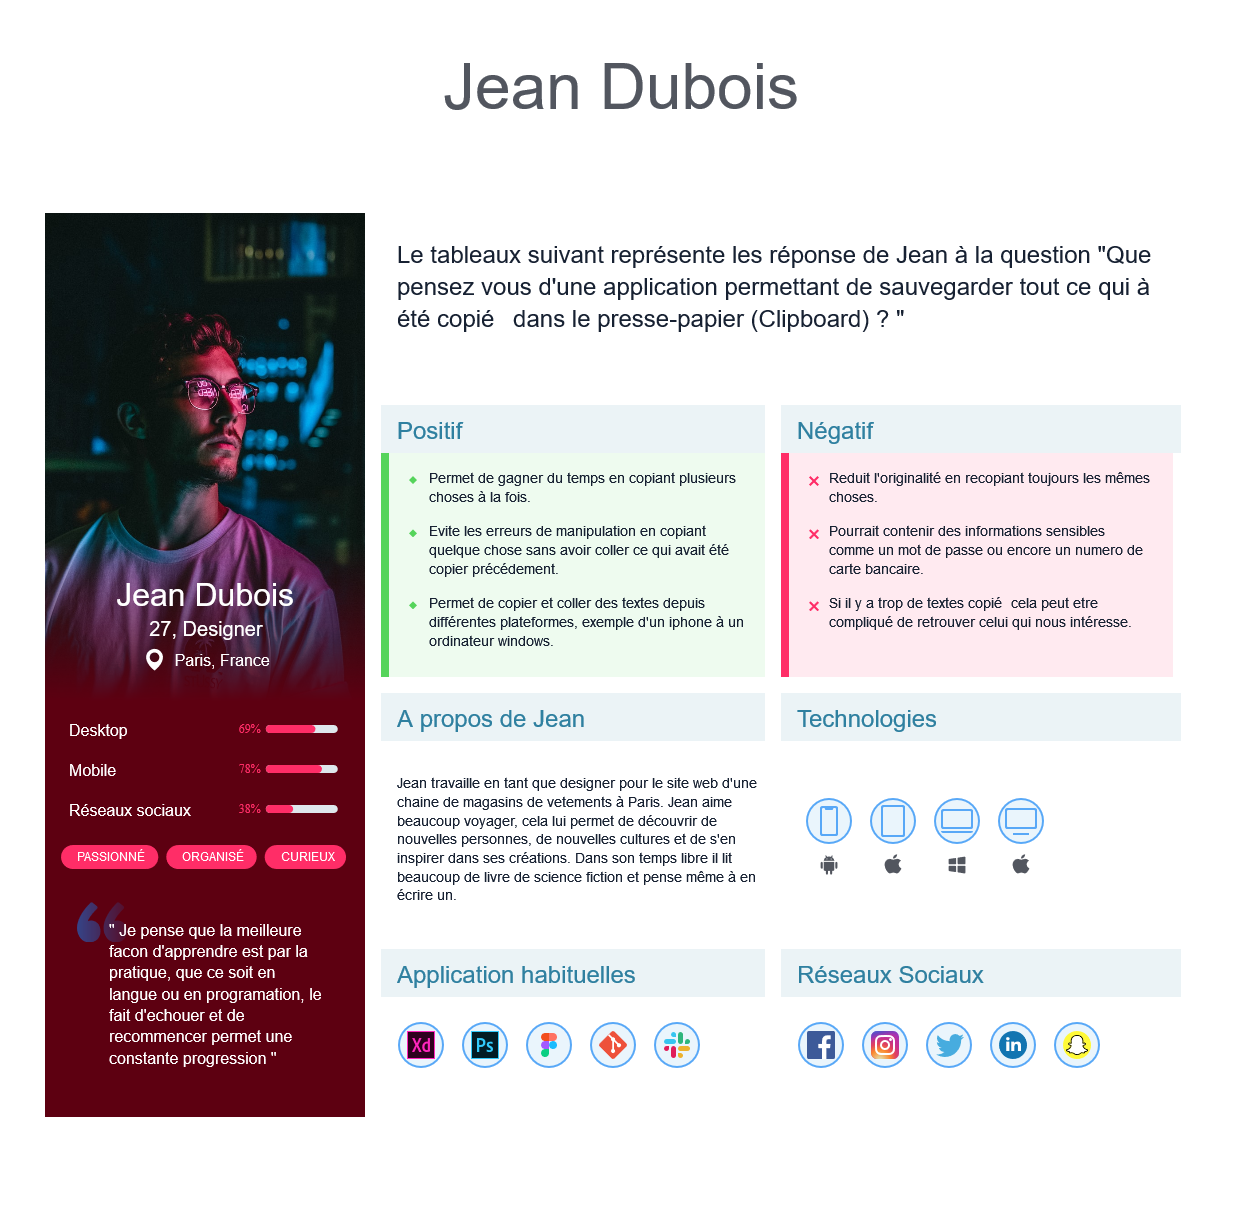 Jean Dubois
Le tableaux suivant représente les réponse de Jean à la question "Que
pensez vous d'une application permettant de sauvegarder tout ce qui à
été copié dans le presse-papier (Clipboard) ? "
Positif
Permet de gagner du temps en copiant plusieurs
choses à la fois.
Evite les erreurs de manipulation en copiant
quelque chose sans avoir coller ce qui avait été
copier précédement.
Permet de copier et coller des textes depuis
différentes plateformes, exemple d'un iphone à un
ordinateur windows.
Négatif
Reduit l'originalité en recopiant toujours les mêmes
choses.
Pourrait contenir des informations sensibles
comme un mot de passe ou encore un numero de
carte bancaire.
Si il y a trop de textes copié cela peut etre
compliqué de retrouver celui qui nous intéresse.
Jean Dubois
27, Designer
Paris, France
Desktop 69%
Mobile 78%
Réseaux sociaux 38%
PASSIONNÉ ORGANISÉ CURIEUX
" Je pense que la meilleure
facon d'apprendre est par la
pratique, que ce soit en
langue ou en programation, le
fait d'echouer et de
recommencer permet une
constante progression "
A propos de Jean
Jean travaille en tant que designer pour le site web d'une
chaine de magasins de vetements à Paris. Jean aime
beaucoup voyager, cela lui permet de découvrir de
nouvelles personnes, de nouvelles cultures et de s'en
inspirer dans ses créations. Dans son temps libre il lit
beaucoup de livre de science fiction et pense même à en
écrire un.
Technologies
Application habituelles
Xd Ps
Réseaux Sociaux
f in